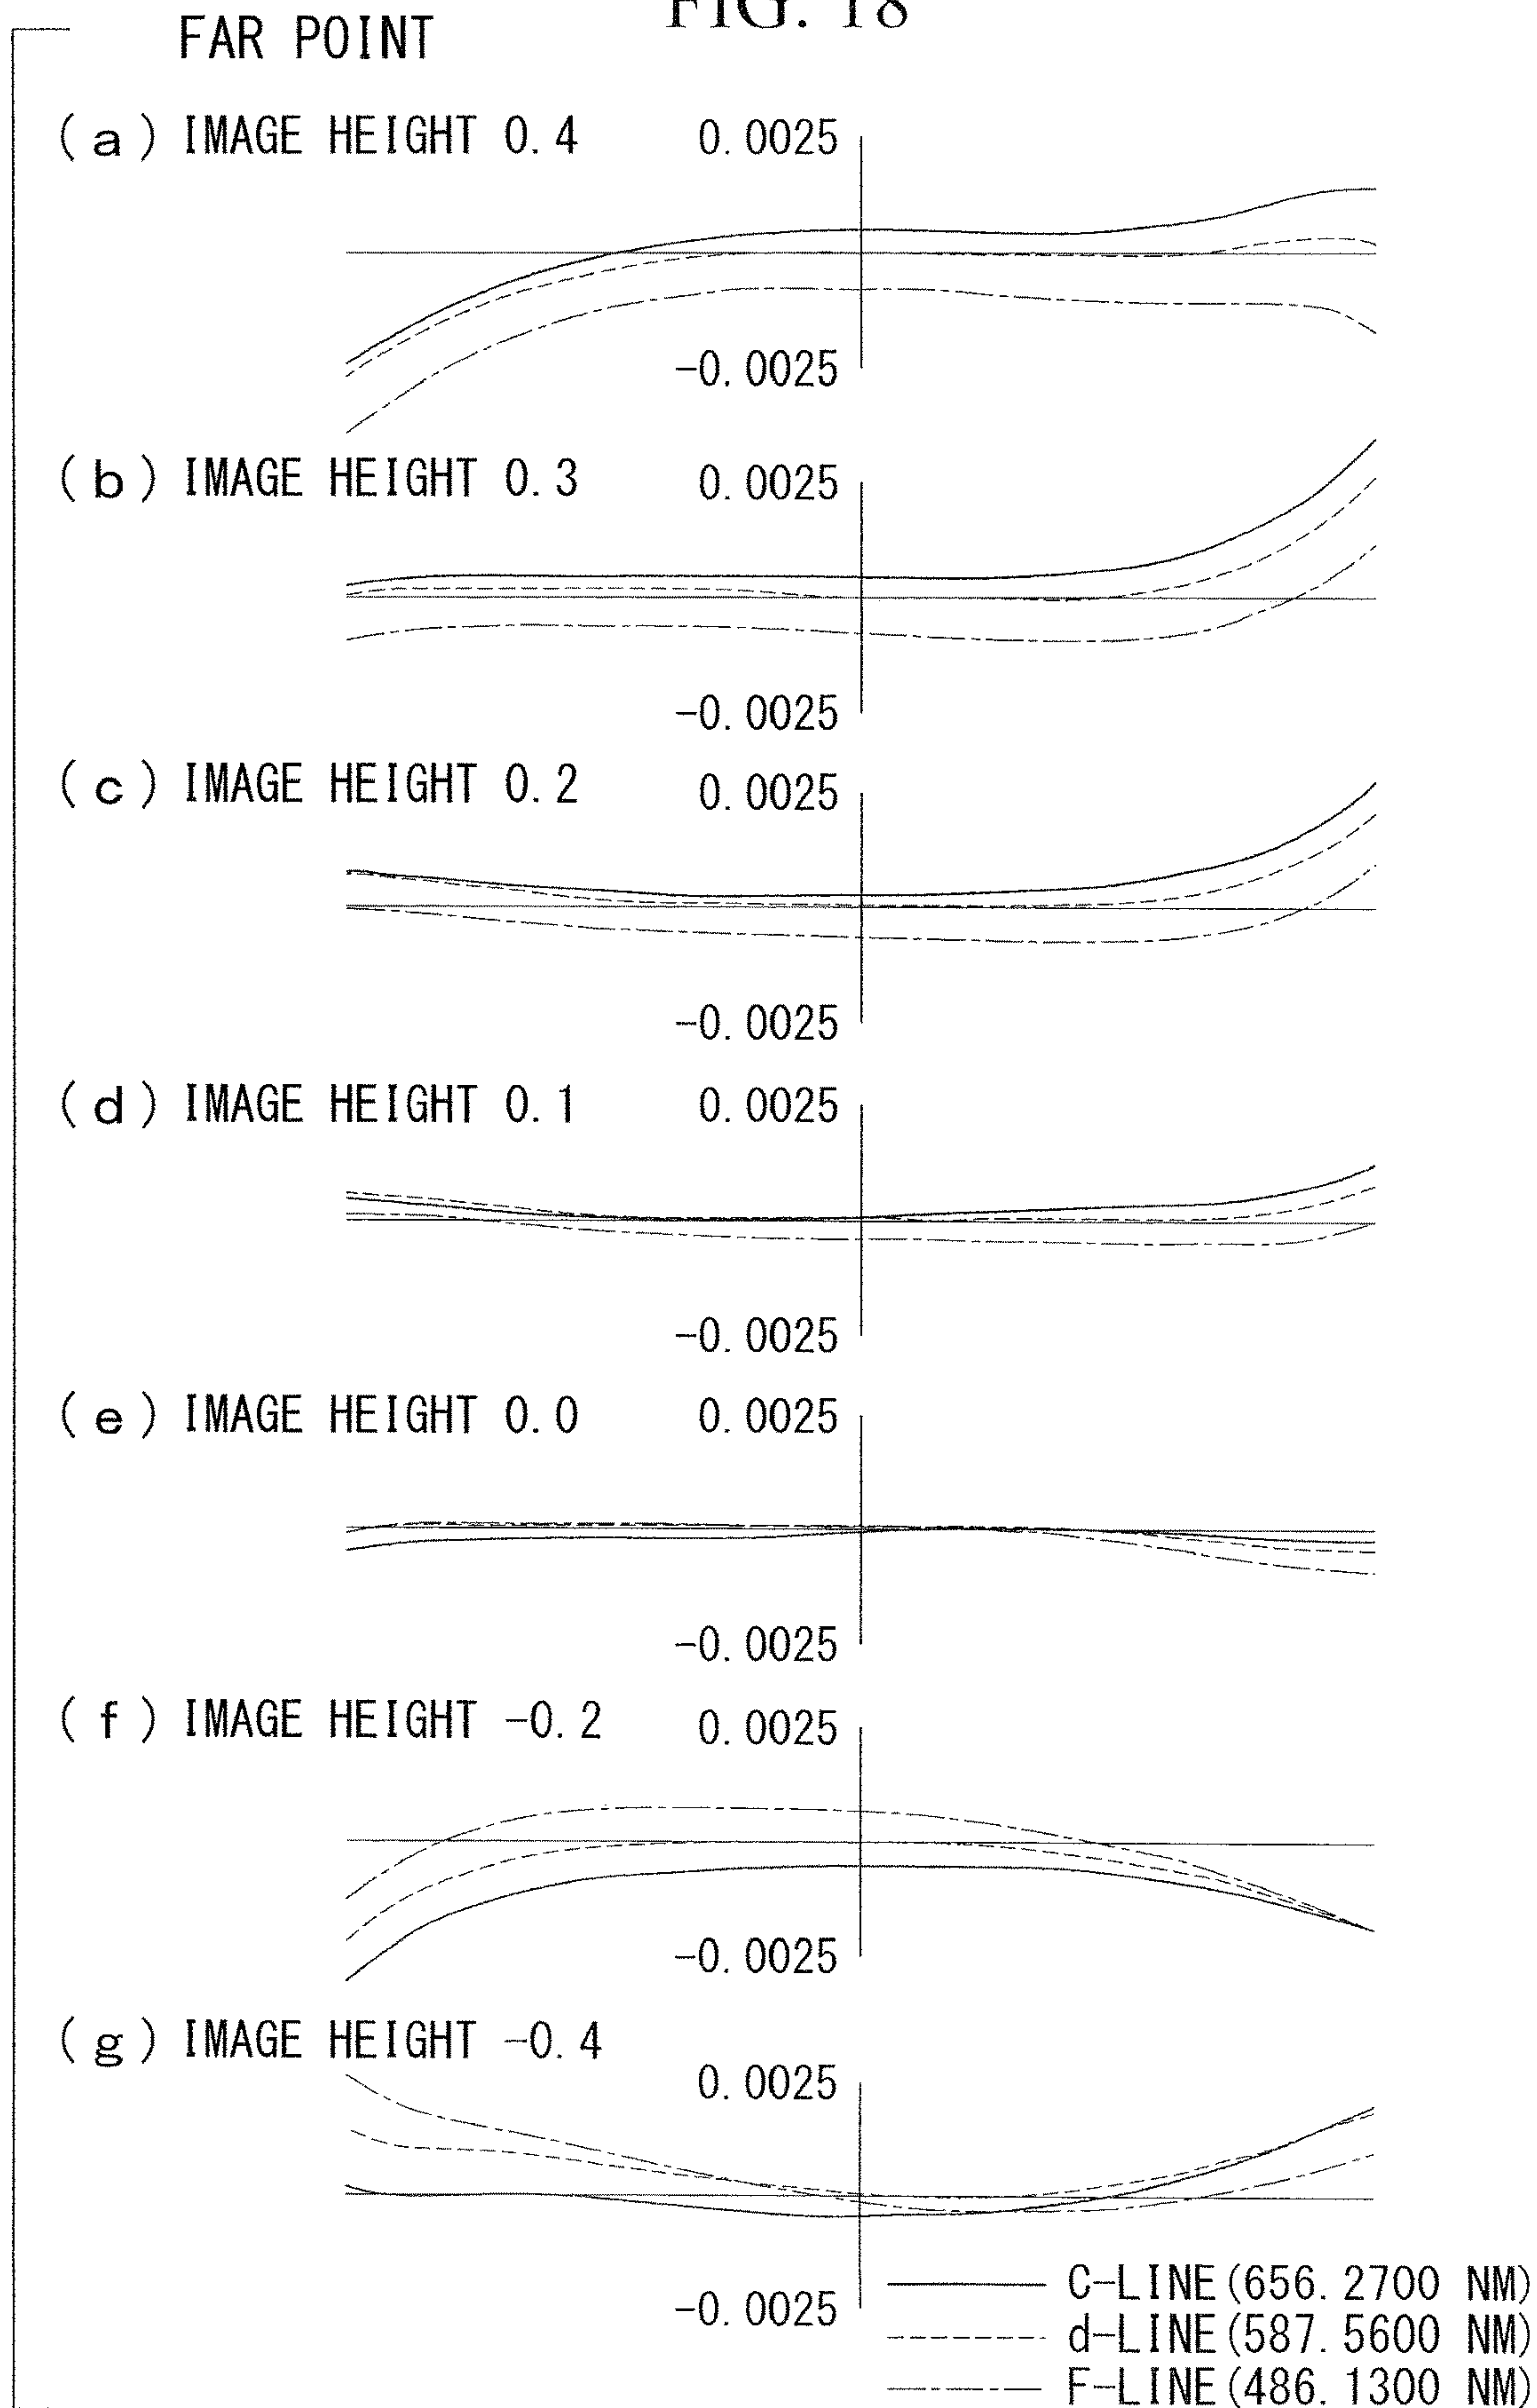 FIG. 18
FAR POINT
(a) IMAGE HEIGHT 0.4
0.0025
-0.0025
(b) IMAGE HEIGHT 0.3
0.0025
-0.0025
(c) IMAGE HEIGHT 0.2
0.0025
-0.0025
(d) IMAGE HEIGHT 0.1
0.0025
-0.0025
(e) IMAGE HEIGHT 0.0
0.0025
-0.0025
(f) IMAGE HEIGHT -0.2
0.0025
-0.0025
(g) IMAGE HEIGHT -0.4
0.0025
-0.0025
C-LINE(656.2700 NM)
d-LINE(587.5600 NM)
F-LINE(486.1300 NM)